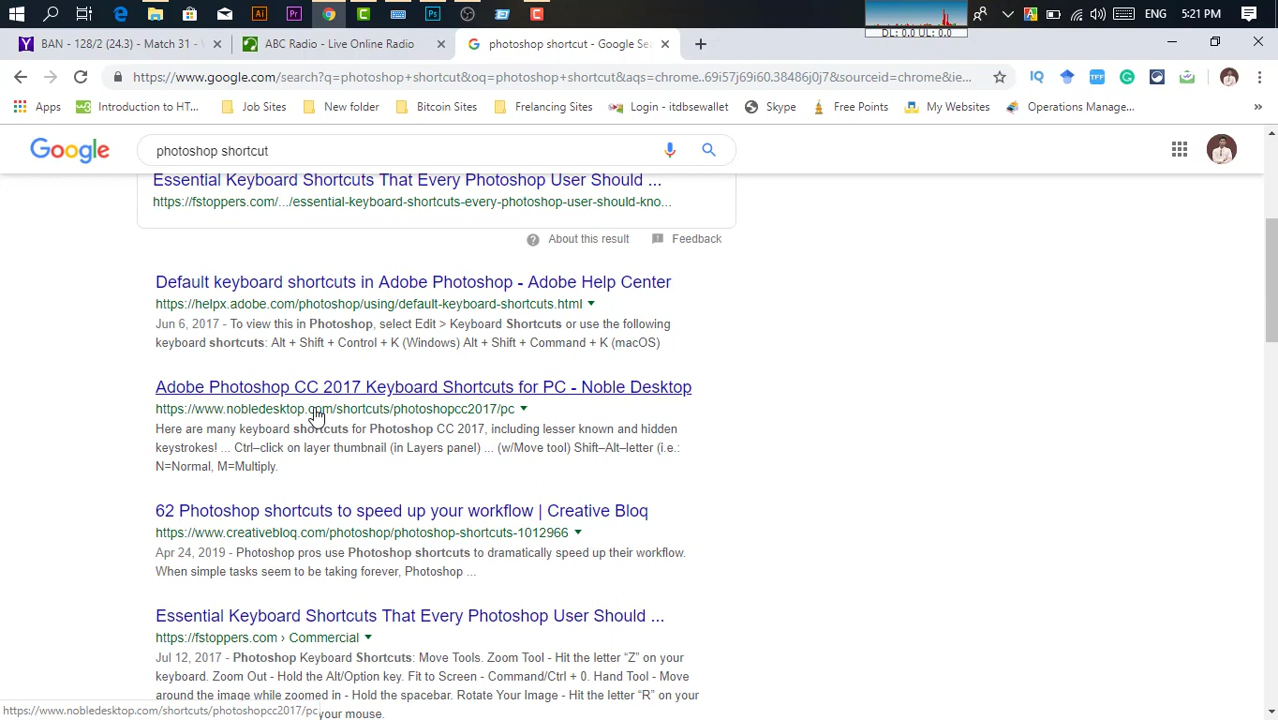 ENG 5:21 PM
DL: 0.0 UL: 0.0
BAN - 128/2 (24.3) - Match 31 - W
ABC Radio - Live Online Radio
photoshop shortcut - Google Sea
https://www.google.com/search?q=photoshop+shortcut&oq=photoshop+shortcut&aqs=chrome..69i57j69i60.38486j0j7&sourceid=chrome&ie...
Apps
Introduction to HT...
Job Sites
New folder
Bitcoin Sites
Frelancing Sites
Login - itdbsewallet
Skype
Free Points
My Websites
Operations Manage...
Google
photoshop shortcut
Essential Keyboard Shortcuts That Every Photoshop User Should ...
https://fstoppers.com/.../essential-keyboard-shortcuts-every-photoshop-user-should-kno...
About this result Feedback
Default keyboard shortcuts in Adobe Photoshop - Adobe Help Center
https://helpx.adobe.com/photoshop/using/default-keyboard-shortcuts.html
Jun 6, 2017 - To view this in Photoshop, select Edit > Keyboard Shortcuts or use the following
keyboard shortcuts: Alt + Shift + Control + K (Windows) Alt + Shift + Command + K (macOS)
Adobe Photoshop CC 2017 Keyboard Shortcuts for PC - Noble Desktop
https://www.nobledesktop.com/shortcuts/photoshopcc2017/pc
Here are many keyboard shortcuts for Photoshop CC 2017, including lesser known and hidden
keystrokes! ... Ctrl–click on layer thumbnail (in Layers panel) ... (w/Move tool) Shift–Alt–letter (i.e.:
N=Normal, M=Multiply.
62 Photoshop shortcuts to speed up your workflow | Creative Bloq
https://www.creativebloq.com/photoshop/photoshop-shortcuts-1012966
Apr 24, 2019 - Photoshop pros use Photoshop shortcuts to dramatically speed up their workflow.
When simple tasks seem to be taking forever, Photoshop ...
Essential Keyboard Shortcuts That Every Photoshop User Should ...
https://fstoppers.com › Commercial
Jul 12, 2017 - Photoshop Keyboard Shortcuts: Move Tools. Zoom Tool - Hit the letter “Z” on your
keyboard. Zoom Out - Hold the Alt/Option key. Fit to Screen - Command/Ctrl + 0. Hand Tool - Move
around the image while zoomed in - Hold the spacebar. Rotate Your Image - Hit the letter “R” on your
your mouse.
https://www.nobledesktop.com/shortcuts/photoshopcc2017/pc